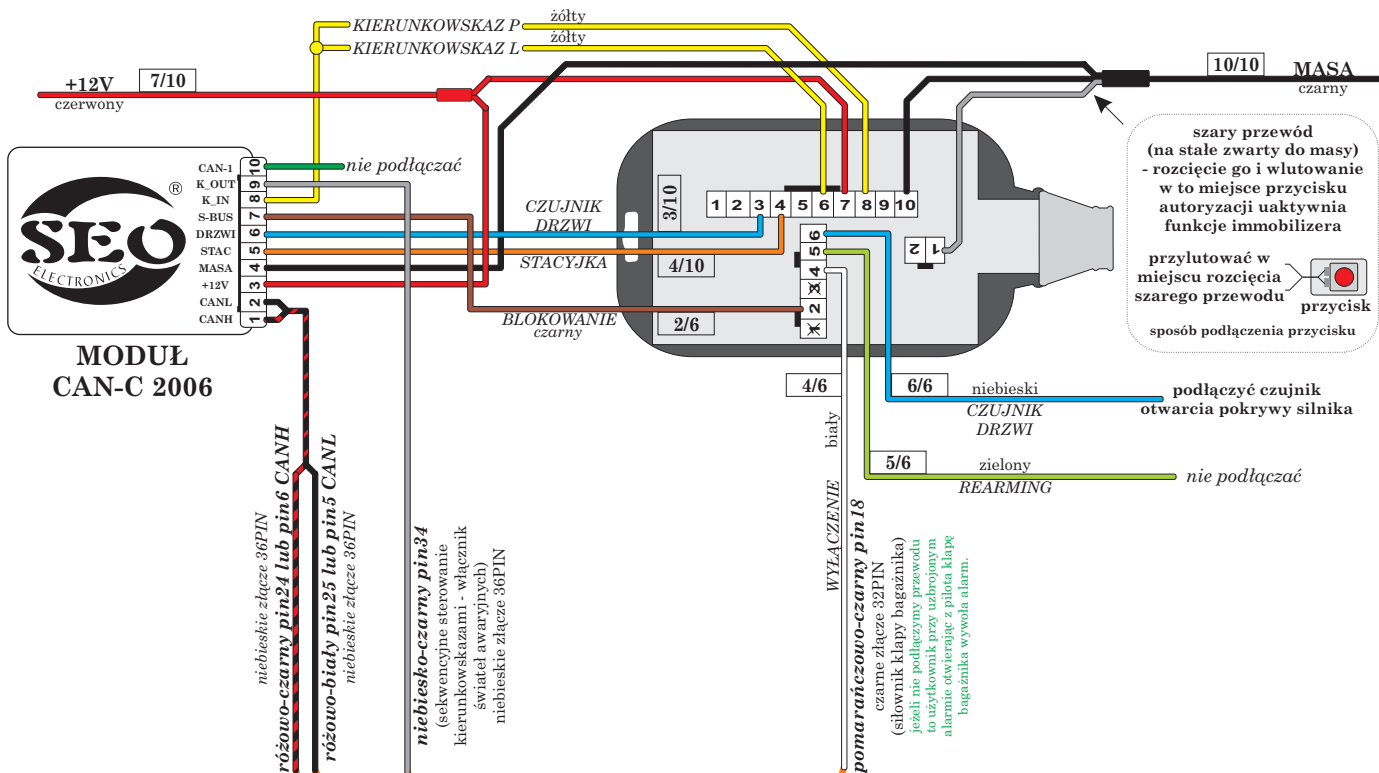 KIERUNKOWSKAZ P
żółty
KIERUNKOWSKAZ L
żółty
+12V
7/10
czerwony
10/10
MASA
czarny
szary przewód
(na stałe zwarty do masy)
- rozcięcie go i wlutowanie
w to miejsce przycisku
autoryzacji uaktywnia
funkcje immobilizera
przylutować w
miejscu rozcięcia
szarego przewodu
przycisk
sposób podłączenia przycisku
SEO
ELECTRONICS
®
CAN-1 10
K_OUT 9
K_IN 8
S-BUS 7
DRZWI 6
STAC 5
MASA 4
+12V 3
CANL 2
CANH 1
MODUŁ
CAN-C 2006
nie podłączać
CZUJNIK
DRZWI
3/10
STACYJKA
4/10
BLOKOWANIE
czarny
2/6
1 2 3 4 5 6 7 8 9 10
6
5
4
3
2
1
2 1
4/6
6/6
niebieski
CZUJNIK
DRZWI
podłączyć czujnik
otwarcia pokrywy silnika
5/6
zielony
REARMING
nie podłączać
biały
WYŁĄCZENIE
niebieskie złącze 36PIN
różowo-czarny pin24 lub pin6 CANH
różowo-biały pin25 lub pin5 CANL
niebieskie złącze 36PIN
niebiesko-czarny pin34
(sekwencyjne sterowanie
kierunkowskazami - włącznik
świateł awaryjnych)
niebieskie złącze 36PIN
pomarańczowo-czarny pin18
czarne złącze 32PIN
(siłownik klapy bagażnika)
jeżeli nie podłączymy przewodu
to użytkownik przy uzbrojonym
alarmie otwierając z pilota klapę
bagażnika wywoła alarm.